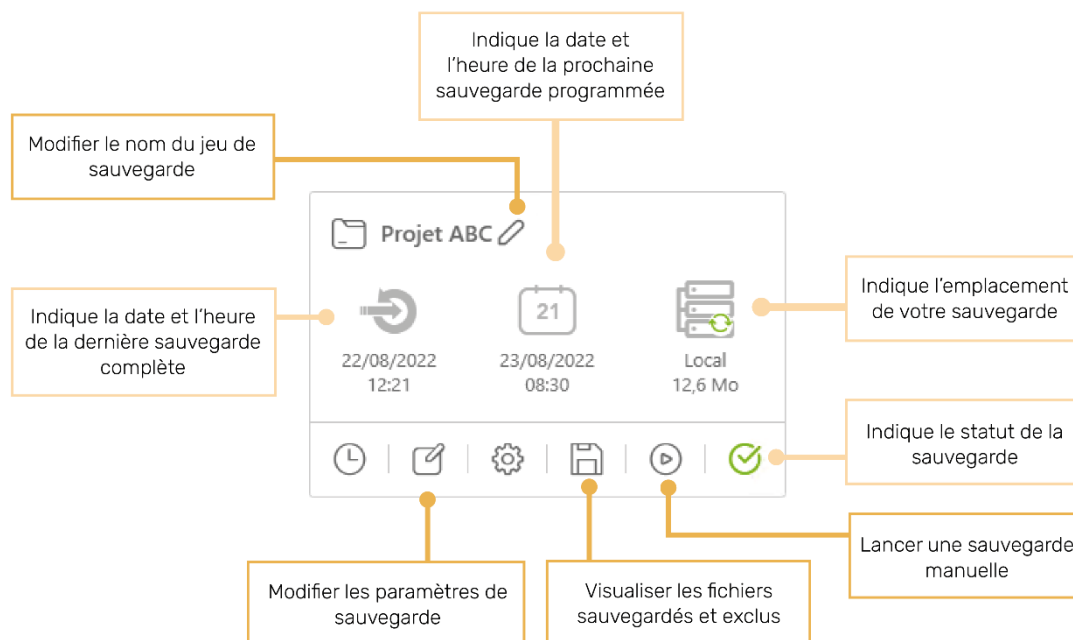 Indique la date et
l'heure de la prochaine
sauvegarde programmée
Modifier le nom du jeu de
sauvegarde
Projet ABC
Indique la date et l'heure
de la dernière sauvegarde
complète
21
22/08/2022
12:21
23/08/2022
08:30
Local
12,6 Mo
Indique l'emplacement
de votre sauvegarde
Indique le statut de la
sauvegarde
Lancer une sauvegarde
manuelle
Modifier les paramètres de
sauvegarde
Visualiser les fichiers
sauvegardés et exclus